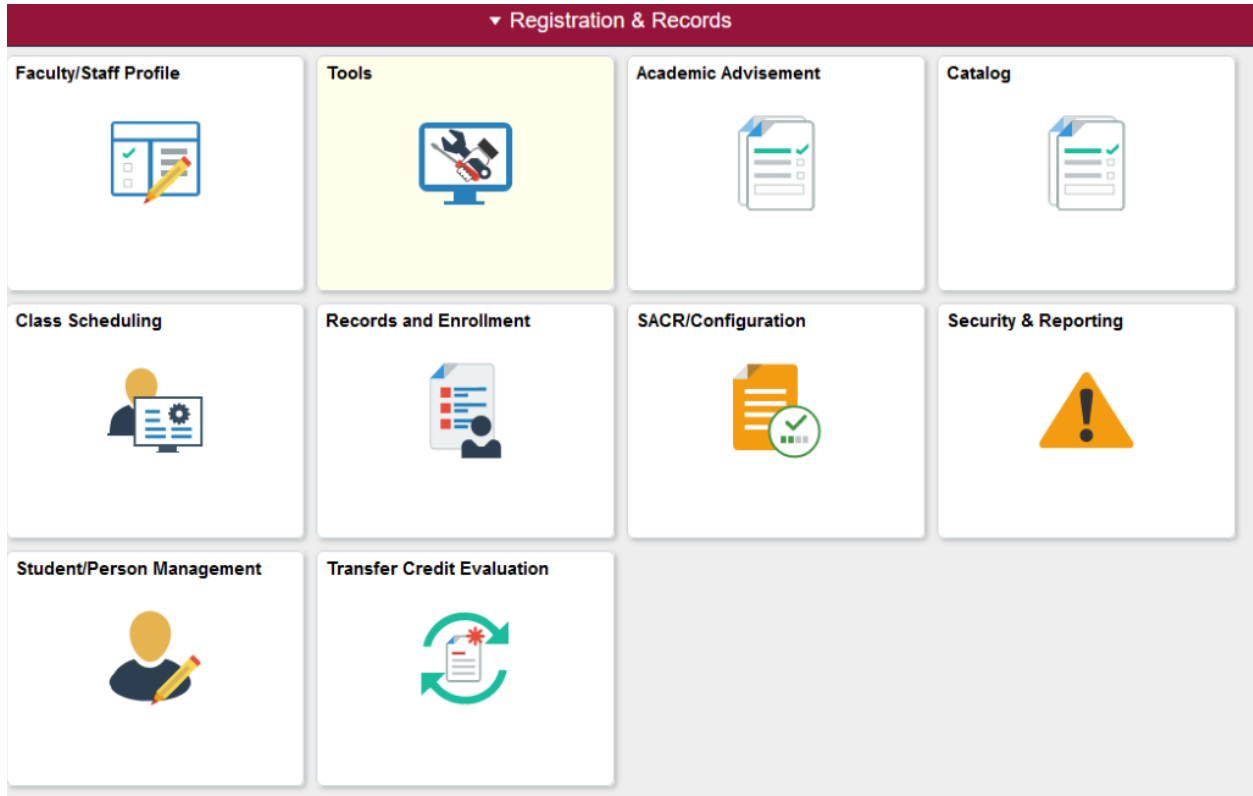 Registration & Records
Faculty/Staff Profile
Tools
Academic Advisement
Catalog
Class Scheduling
Records and Enrollment
SACR/Configuration
Security & Reporting
Student/Person Management
Transfer Credit Evaluation